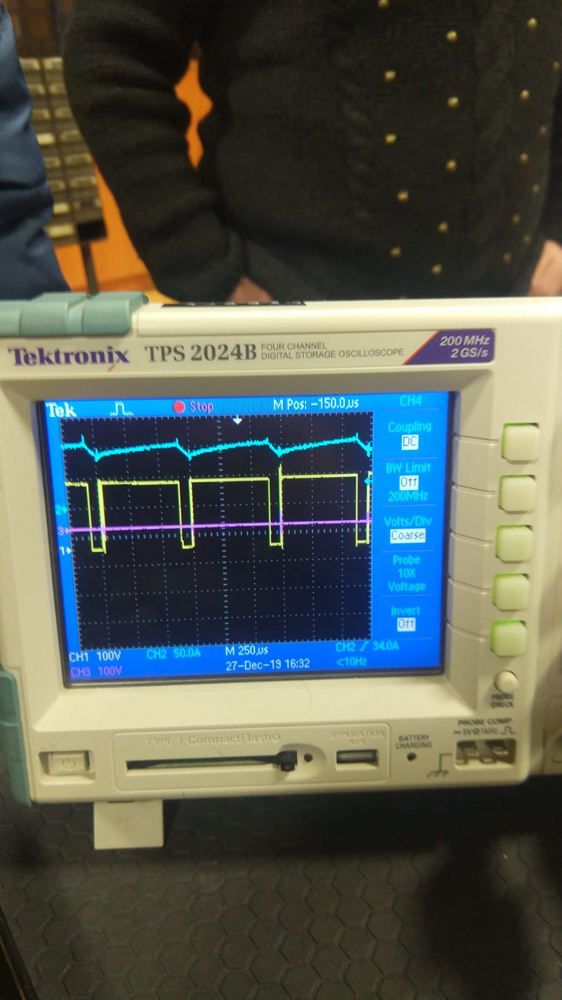 Tektronix TPS 2024B FOUR CHANNEL
DIGITAL STORAGE OSCILLOSCOPE
200 MHz
2 GS/s
Tek Stop M Pos: -150.0µs CH4
Coupling
DC
BW Limit
Off
200MHz
Volts/Div
Coarse
Probe
10X
Voltage
Invert
Off
2
3
1
CH1 100V CH2 50.0A M 250µs CH2 34.0A
CH3 100V 27-Dec-19 16:32 <10Hz
PROBE
CHECK
TYPE I CompactFlash
APPLICATION
KEY
BATTERY
CHARGING
PROBE COMP
~5V@1kHz